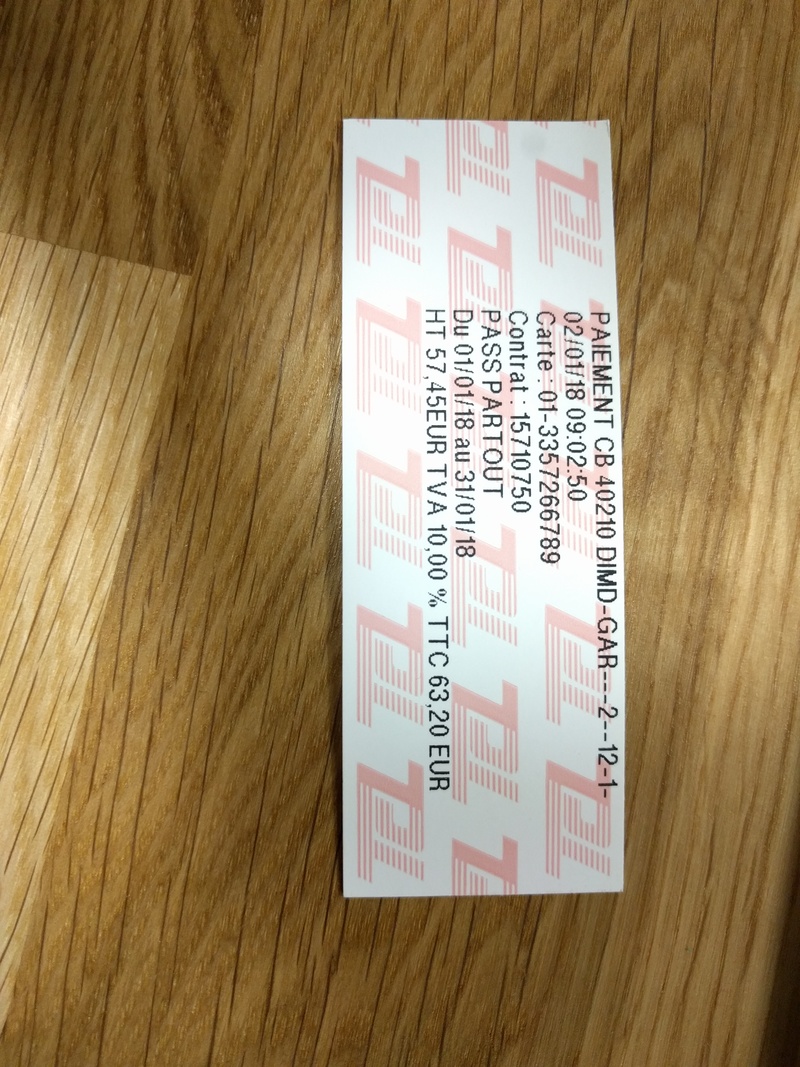 PAIEMENT CB 40210 DIMD-GAR---2--12-1-
02/01/18 09:02:50
Carte : 01-3357266789
Contrat : 15710750
PASS PARTOUT
Du 01/01/18 au 31/01/18
HT 57,45EUR TVA 10,00 % TTC 63,20 EUR